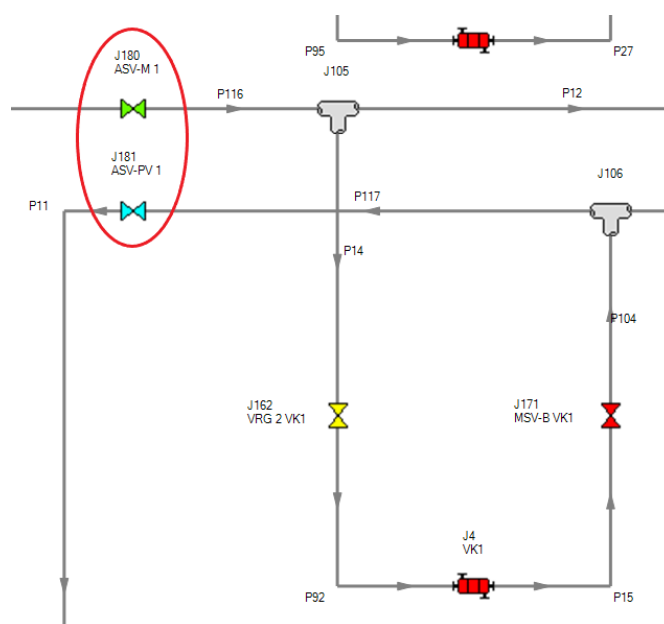 P95
P27
J180
ASV-M 1
J105
P116
P12
J181
ASV-PV 1
J106
P11
P117
P14
P104
J162
VRG 2 VK1
J171
MSV-B VK1
J4
VK1
P92
P15